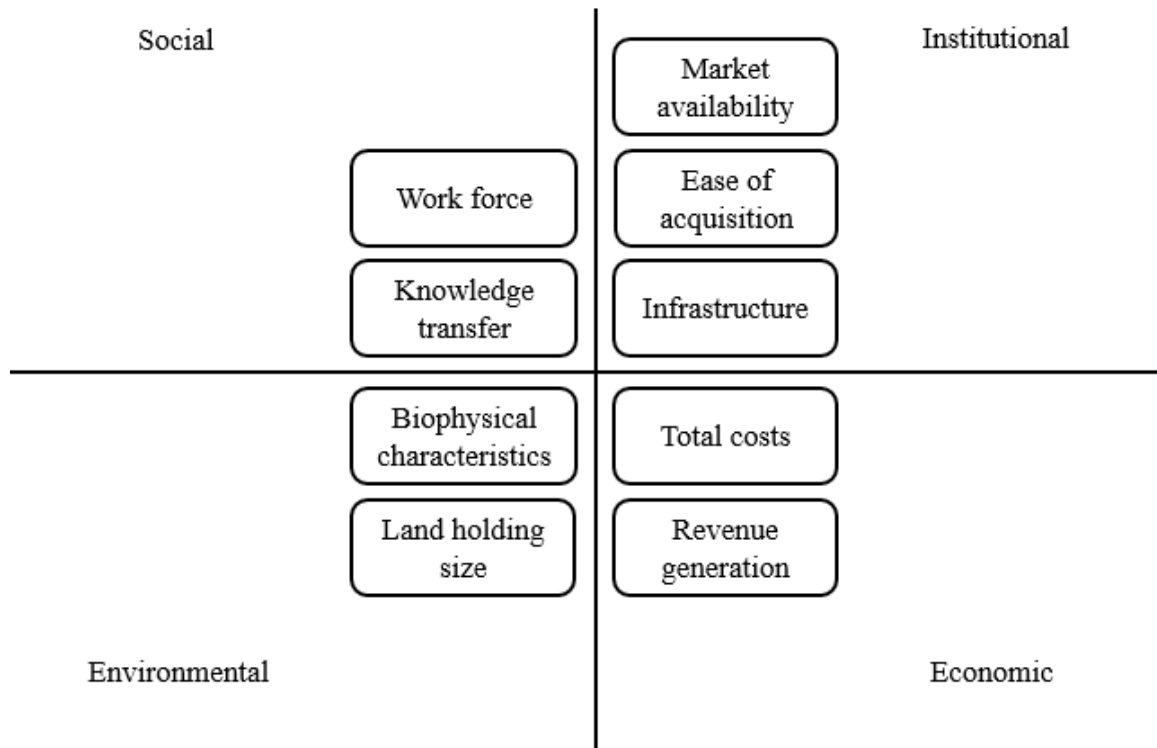 Social
Institutional
Market
availability
Work force
Ease of
acquisition
Knowledge
transfer
Infrastructure
Biophysical
characteristics
Total costs
Land holding
size
Revenue
generation
Environmental
Economic